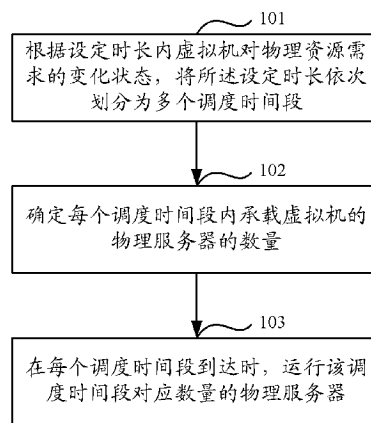 101
根据设定时长内虚拟机对物理资源需
求的变化状态，将所述设定时长依次
划分为多个调度时间段
102
确定每个调度时间段内承载虚拟机的
物理服务器的数量
103
在每个调度时间段到达时，运行该调
度时间段对应数量的物理服务器